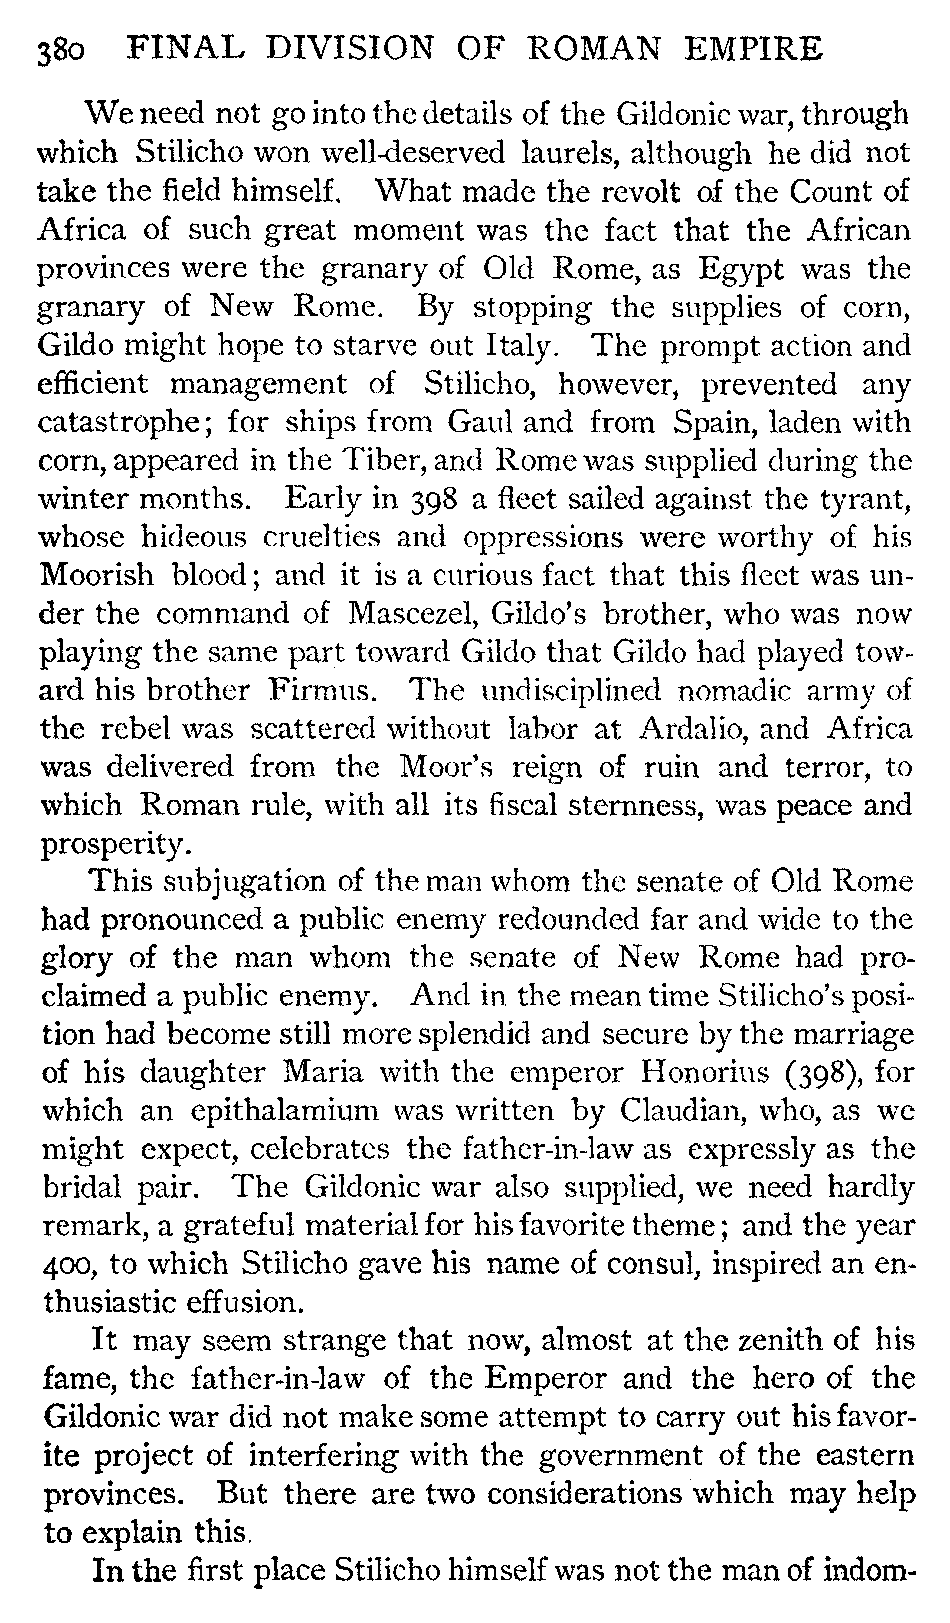 380 FINAL DIVISION OF ROMAN EMPIRE
We need not go into the details of the Gildonic war, through
which Stilicho won well-deserved laurels, although he did not
take the field himself. What made the revolt of the Count of
Africa of such great moment was the fact that the African
provinces were the granary of Old Rome, as Egypt was the
granary of New Rome. By stopping the supplies of corn,
Gildo might hope to starve out Italy. The prompt action and
efficient management of Stilicho, however, prevented any
catastrophe; for ships from Gaul and from Spain, laden with
corn, appeared in the Tiber, and Rome was supplied during the
winter months. Early in 398 a fleet sailed against the tyrant,
whose hideous cruelties and oppressions were worthy of his
Moorish blood; and it is a curious fact that this fleet was un-
der the command of Mascezel, Gildo's brother, who was now
playing the same part toward Gildo that Gildo had played tow-
ard his brother Firmus. The undisciplined nomadic army of
the rebel was scattered without labor at Ardalio, and Africa
was delivered from the Moor's reign of ruin and terror, to
which Roman rule, with all its fiscal sternness, was peace and
prosperity.
This subjugation of the man whom the senate of Old Rome
had pronounced a public enemy redounded far and wide to the
glory of the man whom the senate of New Rome had pro-
claimed a public enemy. And in the mean time Stilicho's posi-
tion had become still more splendid and secure by the marriage
of his daughter Maria with the emperor Honorius (398), for
which an epithalamium was written by Claudian, who, as we
might expect, celebrates the father-in-law as expressly as the
bridal pair. The Gildonic war also supplied, we need hardly
remark, a grateful material for his favorite theme; and the year
400, to which Stilicho gave his name of consul, inspired an en-
thusiastic effusion.
It may seem strange that now, almost at the zenith of his
fame, the father-in-law of the Emperor and the hero of the
Gildonic war did not make some attempt to carry out his favor-
ite project of interfering with the government of the eastern
provinces. But there are two considerations which may help
to explain this.
In the first place Stilicho himself was not the man of indom-